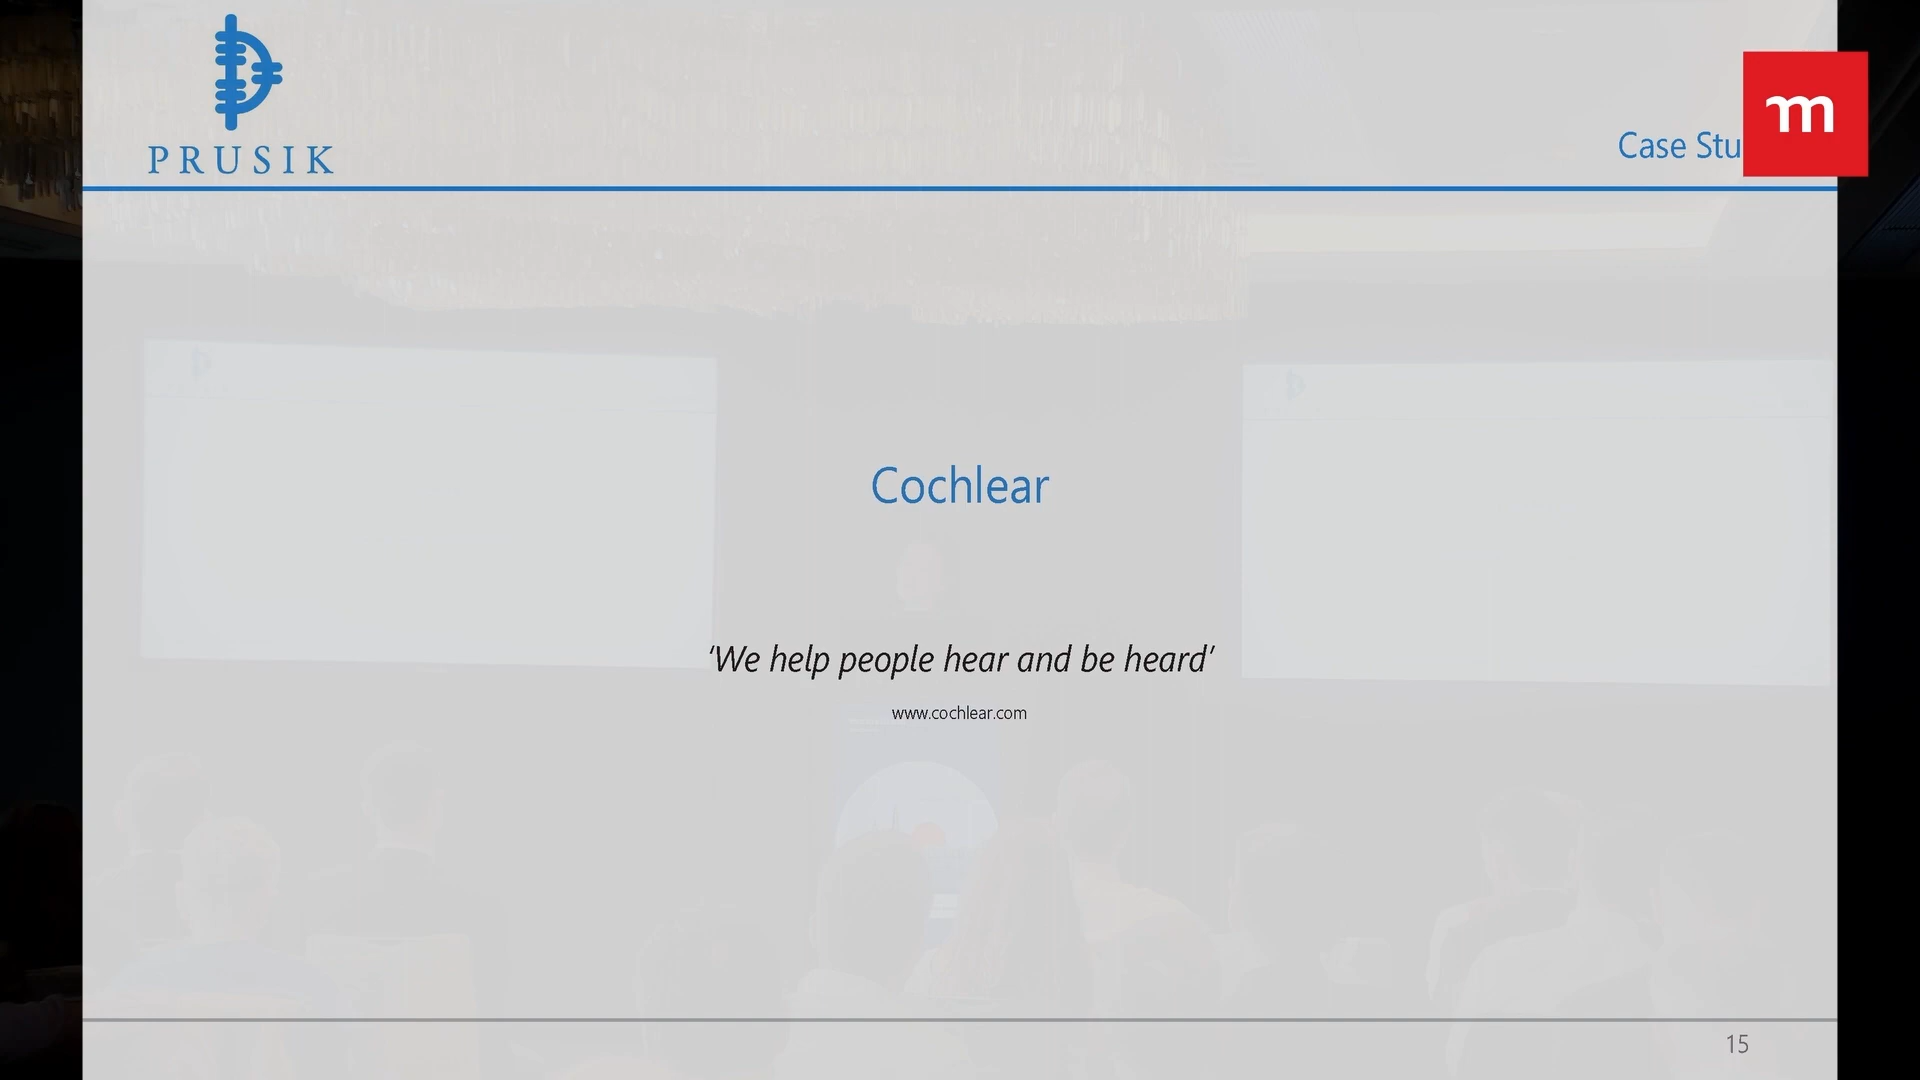 PRUSIK
Case Stu
m
Cochlear
‘We help people hear and be heard’
www.cochlear.com
15